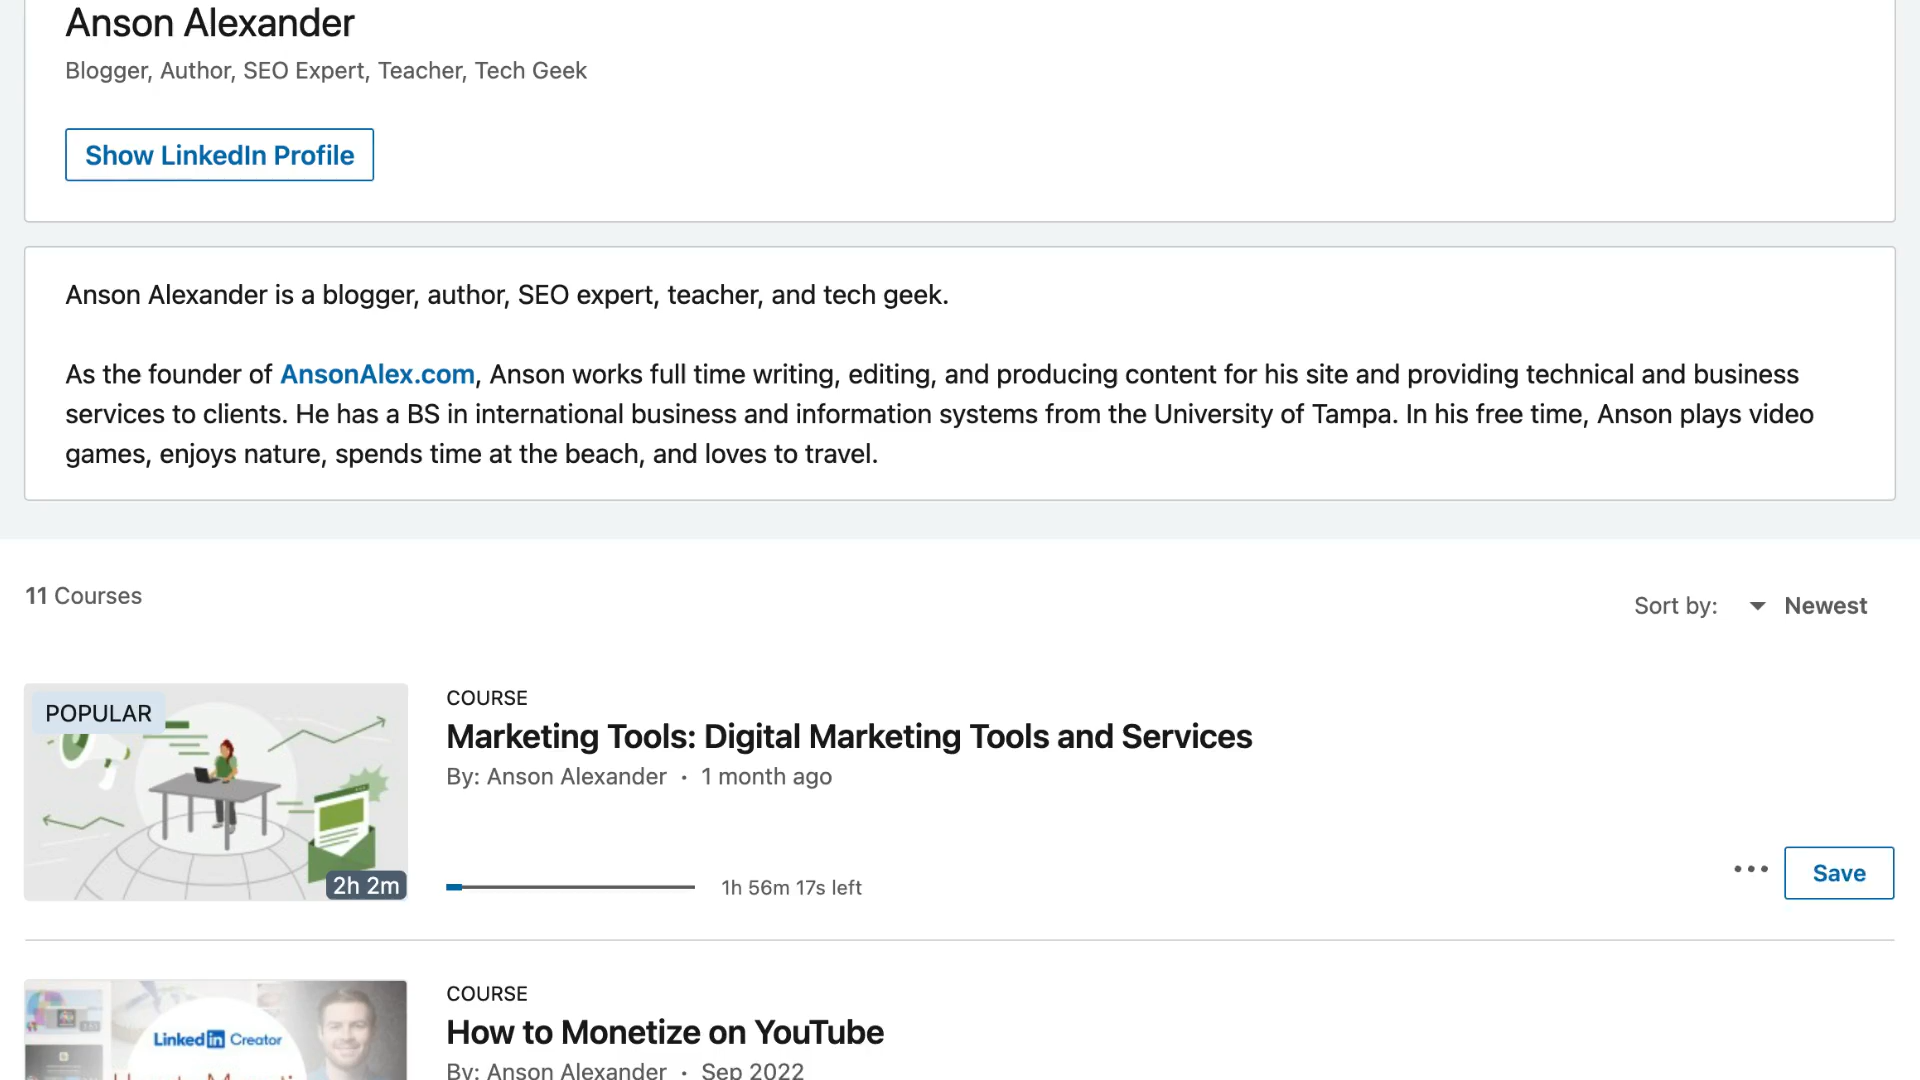 Anson Alexander
Blogger, Author, SEO Expert, Teacher, Tech Geek
Show LinkedIn Profile
Anson Alexander is a blogger, author, SEO expert, teacher, and tech geek.
As the founder of AnsonAlex.com, Anson works full time writing, editing, and producing content for his site and providing technical and business
services to clients. He has a BS in international business and information systems from the University of Tampa. In his free time, Anson plays video
games, enjoys nature, spends time at the beach, and loves to travel.
11 Courses
Sort by: Newest
POPULAR
2h 2m
COURSE
Marketing Tools: Digital Marketing Tools and Services
By: Anson Alexander · 1 month ago
1h 56m 17s left
Save
LinkedIn Creator
COURSE
How to Monetize on YouTube
By: Anson Alexander · Sep 2022